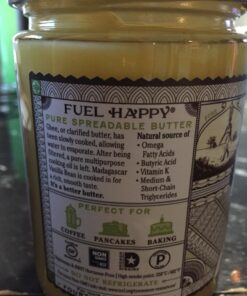 FUEL HAPPY®
PURE SPREADABLE BUTTER
Ghee, or clarified butter, has
been slowly cooked, allowing
water to evaporate. After being
filtered, a pure multipurpose
cooking oil is left. Madagascar
Vanilla Bean is cooked in for
rich, smooth taste.
It's a better butter.
Natural source of
• Omega
Fatty Acids
• Butyric Acid
• Vitamin K
• Medium &
Short-Chain
Triglycerides
PERFECT FOR
COFFEE
PANCAKES
BAKING
NON
GMO
P
NOT REFRIGERATE